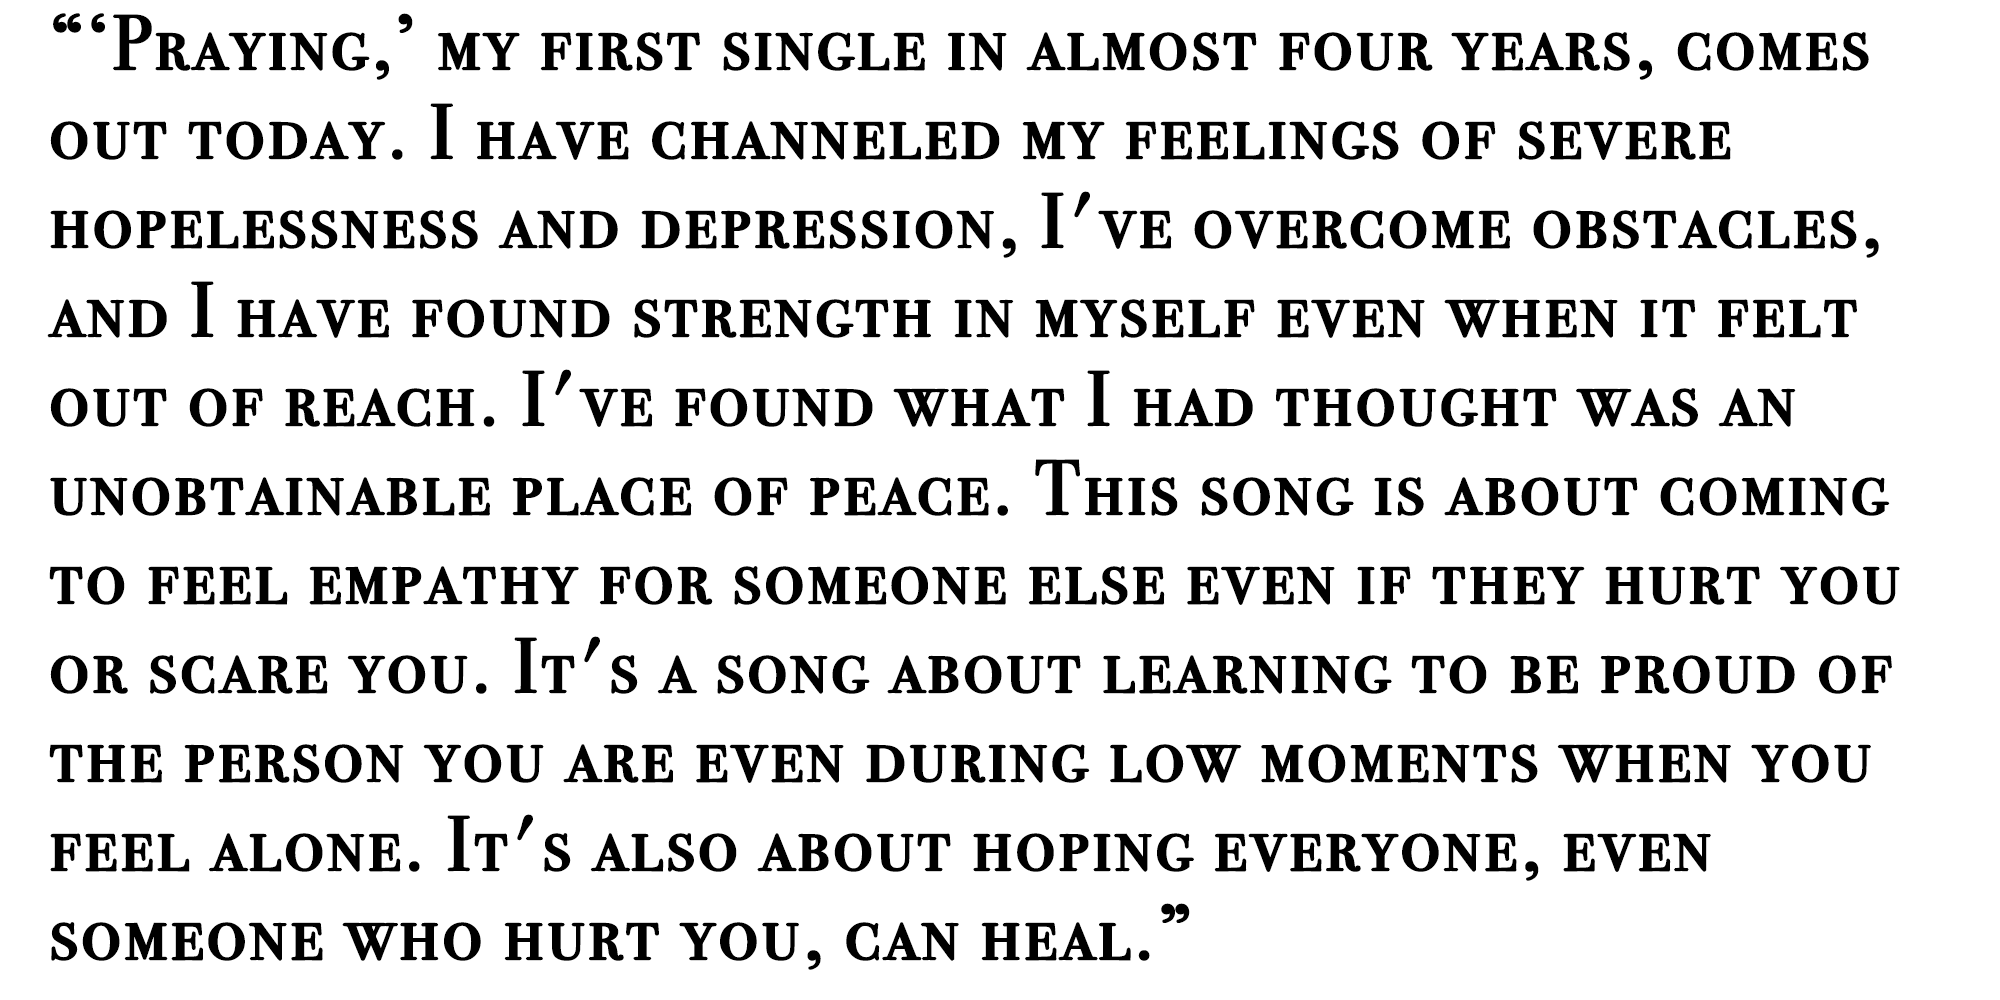 “‘Praying,’ my first single in almost four years, comes
out today. I have channeled my feelings of severe
hopelessness and depression, I've overcome obstacles,
and I have found strength in myself even when it felt
out of reach. I've found what I had thought was an
unobtainable place of peace. This song is about coming
to feel empathy for someone else even if they hurt you
or scare you. It's a song about learning to be proud of
the person you are even during low moments when you
feel alone. It's also about hoping everyone, even
someone who hurt you, can heal.”